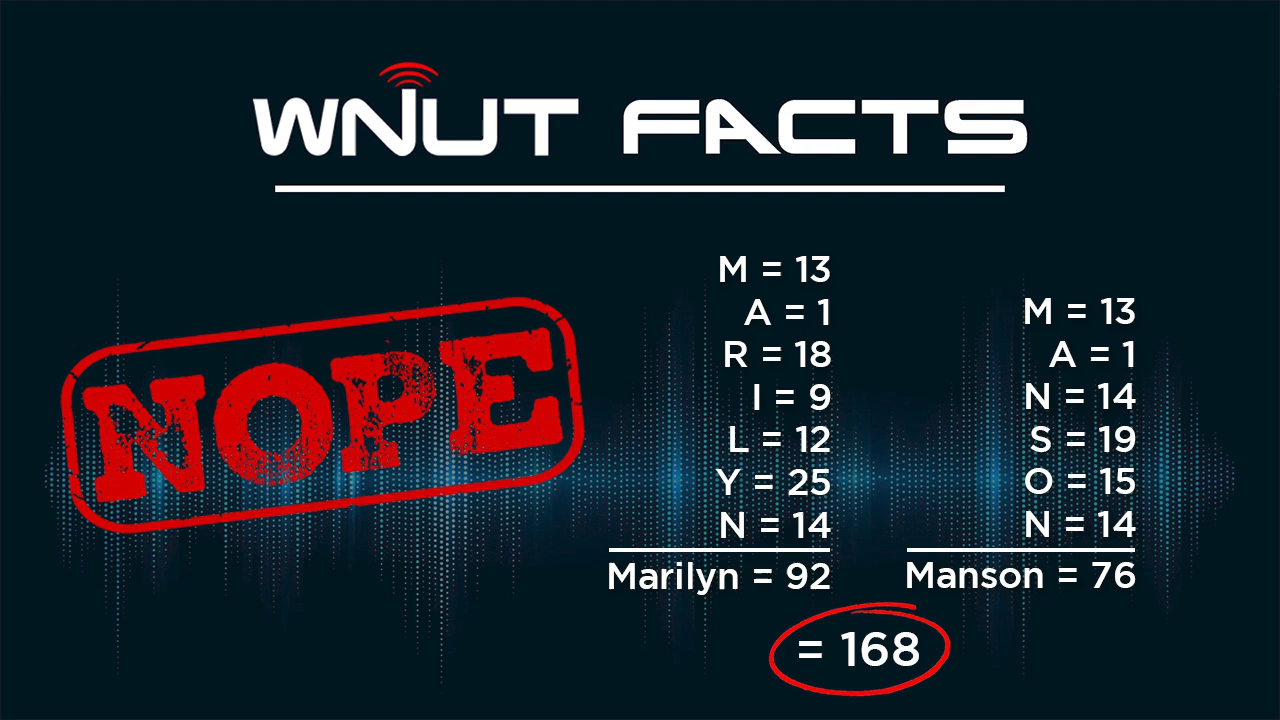 WNUT FACTS
NOPE
M = 13
A = 1
R = 18
I = 9
L = 12
Y = 25
N = 14
Marilyn = 92
M = 13
A = 1
N = 14
S = 19
O = 15
N = 14
Manson = 76
= 168